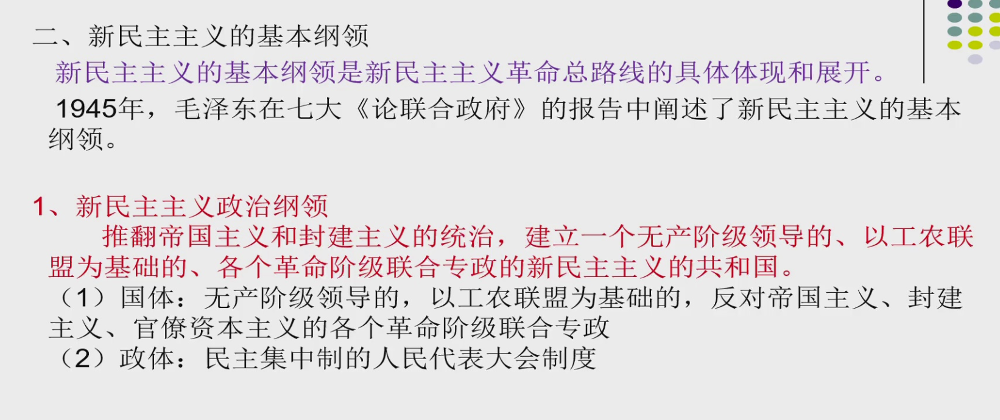 二、新民主主义的基本纲领
新民主主义的基本纲领是新民主主义革命总路线的具体体现和展开。
1945年，毛泽东在七大《论联合政府》的报告中阐述了新民主主义的基本
纲领。
1、新民主主义政治纲领
推翻帝国主义和封建主义的统治，建立一个无产阶级领导的、以工农联
盟为基础的、各个革命阶级联合专政的新民主主义的共和国。
（1）国体：无产阶级领导的，以工农联盟为基础的，反对帝国主义、封建
主义、官僚资本主义的各个革命阶级联合专政
（2）政体：民主集中制的人民代表大会制度